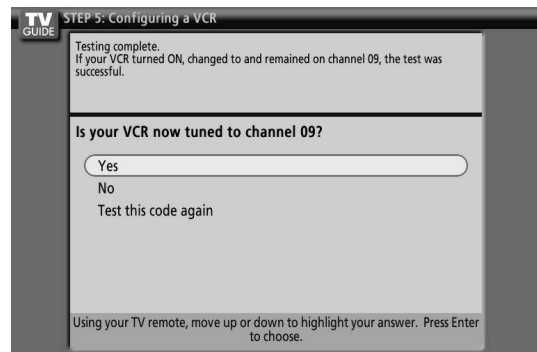 TV
GUIDE
STEP 5: Configuring a VCR
Testing complete.
If your VCR turned ON, changed to and remained on channel 09, the test was
successful.
Is your VCR now tuned to channel 09?
Yes
No
Test this code again
Using your TV remote, move up or down to highlight your answer. Press Enter
to choose.